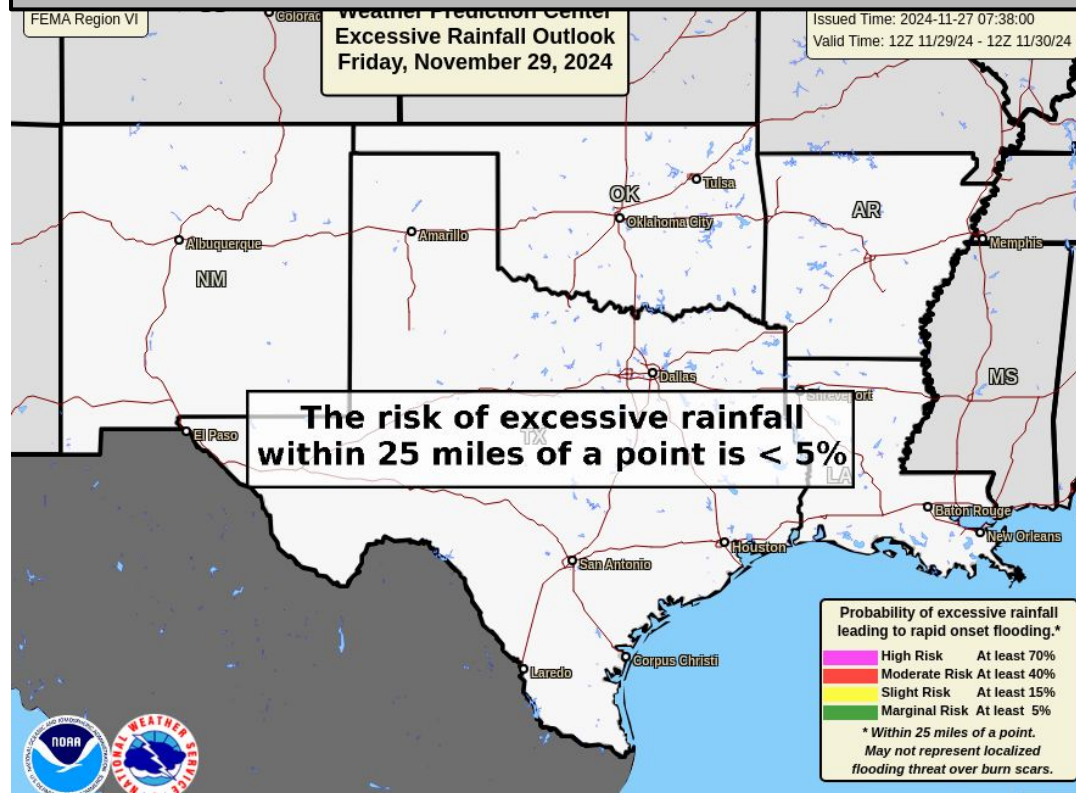 FEMA Region VI
Weather Prediction Center
Excessive Rainfall Outlook
Friday, November 29, 2024
Issued Time: 2024-11-27 07:38:00
Valid Time: 12Z 11/29/24 - 12Z 11/30/24
Colorad
OK
Tulsa
Oklahoma City
AR
Memphis
Albuquerque
Amarillo
NM
Dallas
MS
Shreveport
El Paso
The risk of excessive rainfall
within 25 miles of a point is < 5%
TX
LA
Baton Rouge
New Orleans
Houston
San Antonio
Laredo
Corpus Christi
Probability of excessive rainfall
leading to rapid onset flooding.*
High Risk At least 70%
Moderate Risk At least 40%
Slight Risk At least 15%
Marginal Risk At least 5%
* Within 25 miles of a point.
May not represent localized
flooding threat over burn scars.
NOAA
NATIONAL WEATHER SERVICE